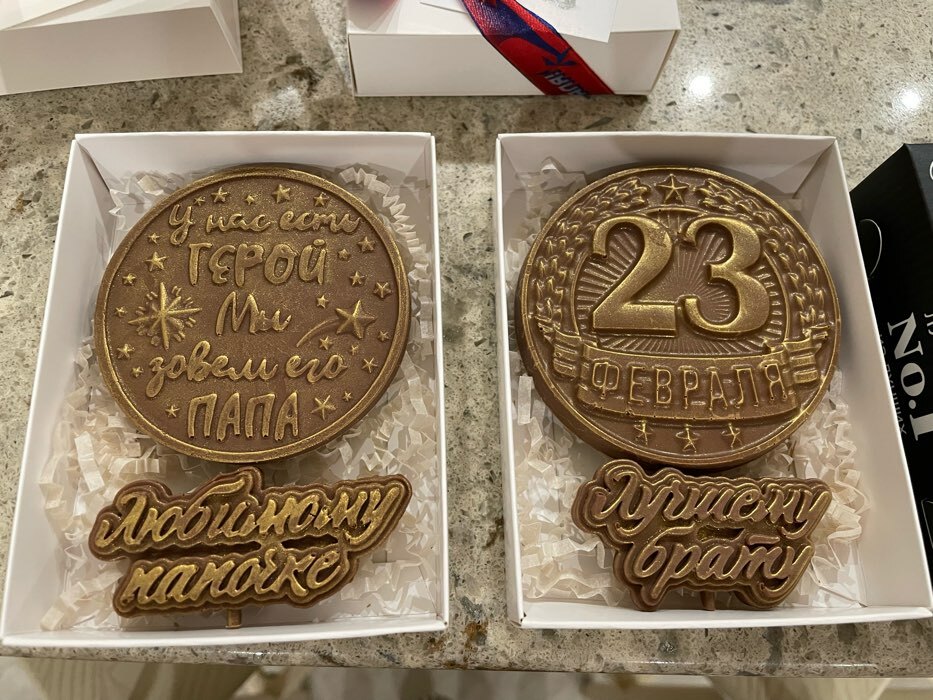 У нас есть
ГЕРОЙ
Мы
зовем его
ПАПА
Любимому
папочке
23
ФЕВРАЛЯ
Лучшему
брату
No.1